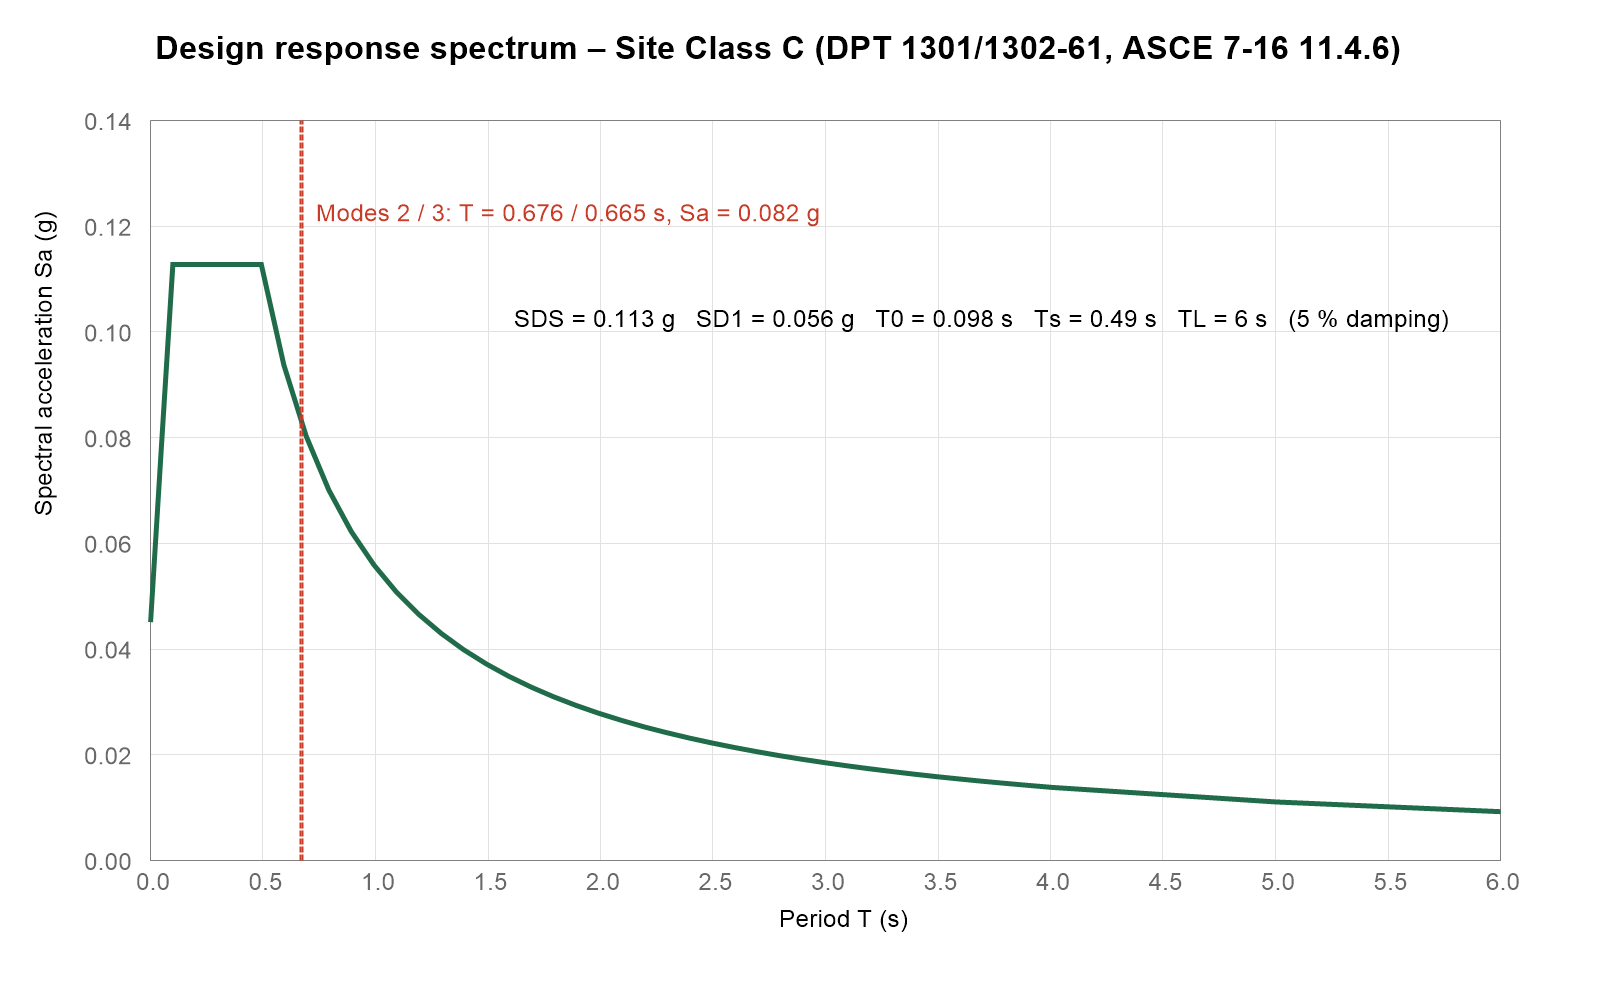 Design response spectrum – Site Class C (DPT 1301/1302-61, ASCE 7-16 11.4.6)
Spectral acceleration Sa (g)
0.14
0.12
0.10
0.08
0.06
0.04
0.02
0.00
Modes 2 / 3: T = 0.676 / 0.665 s, Sa = 0.082 g
SDS = 0.113 g SD1 = 0.056 g T0 = 0.098 s Ts = 0.49 s TL = 6 s (5 % damping)
0.0 0.5 1.0 1.5 2.0 2.5 3.0 3.5 4.0 4.5 5.0 5.5 6.0
Period T (s)